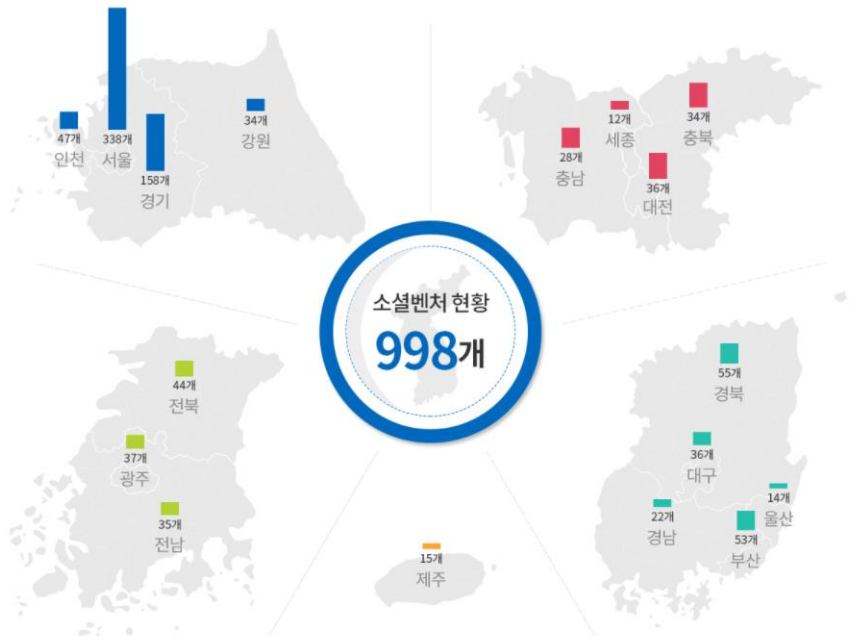 47개
인천
338개
서울
158개
경기
34개
강원
28개
충남
12개
세종
34개
충북
36개
대전
소셜벤처 현황
998개
44개
전북
37개
광주
35개
전남
15개
제주
55개
경북
36개
대구
22개
경남
53개
부산
14개
울산